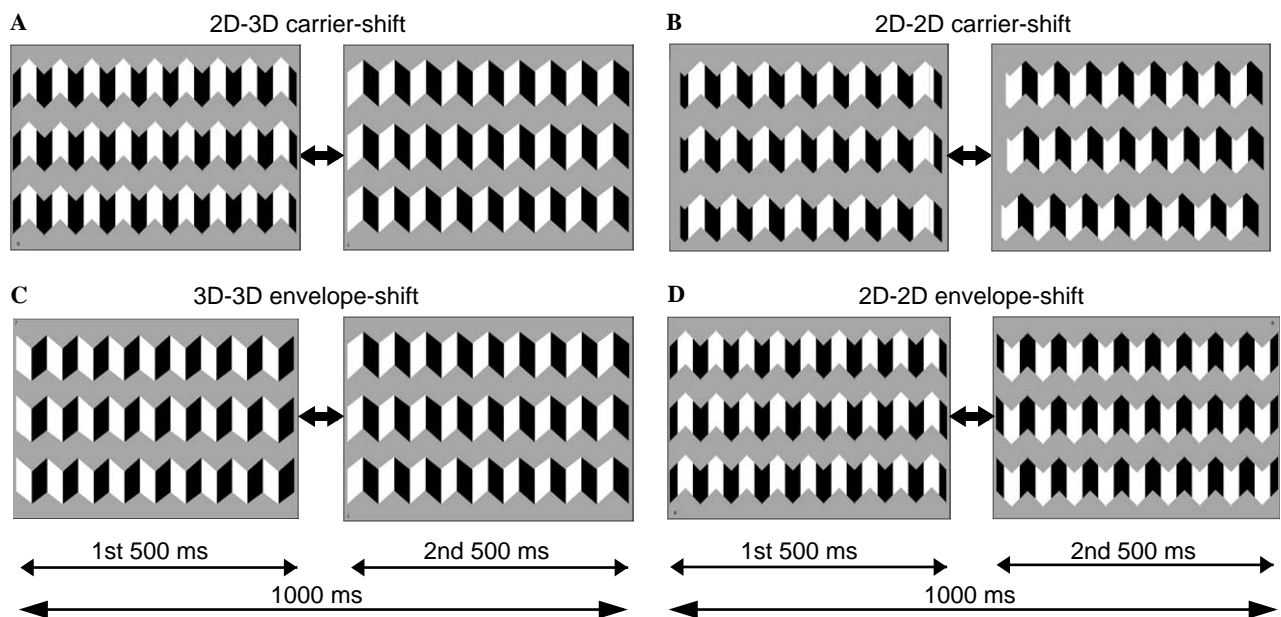 A 2D-3D carrier-shift
B 2D-2D carrier-shift
C 3D-3D envelope-shift
D 2D-2D envelope-shift
1st 500 ms
2nd 500 ms
1st 500 ms
2nd 500 ms
1000 ms
1000 ms